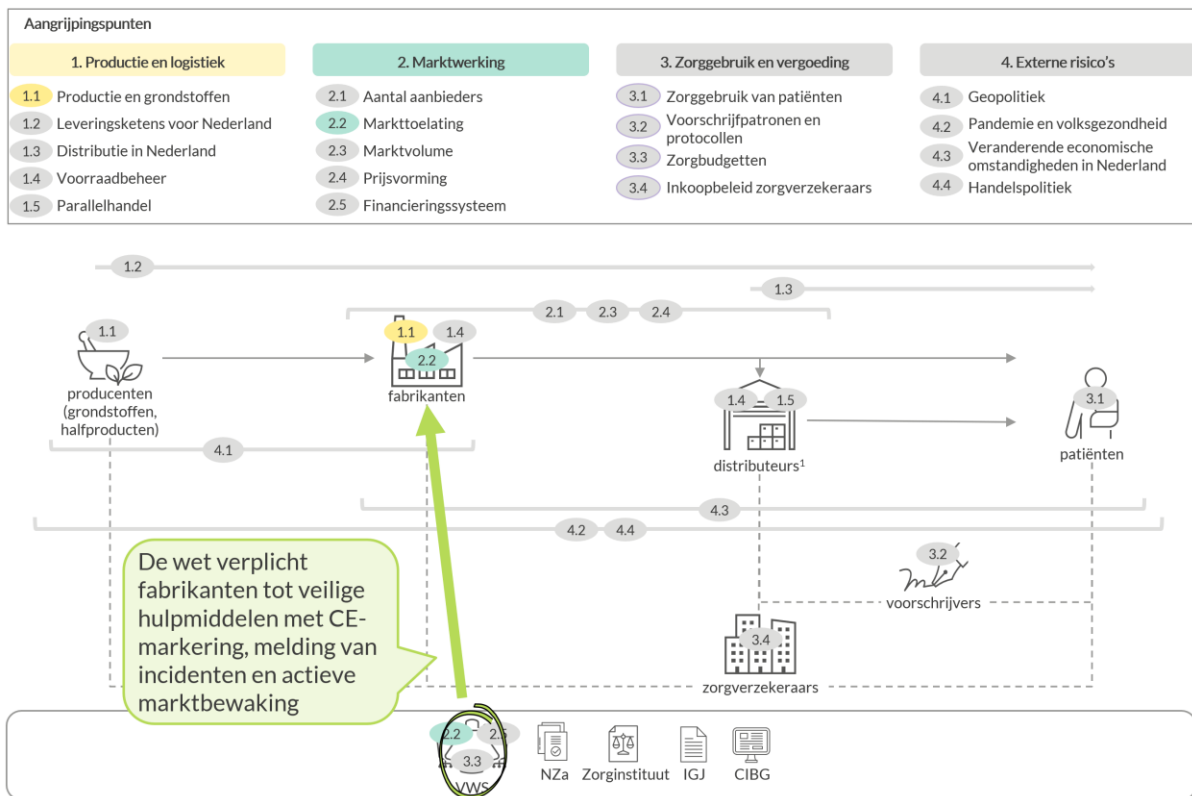 Aangrijpingspunten
1. Productie en logistiek
1.1 Productie en grondstoffen
1.2 Leveringsketens voor Nederland
1.3 Distributie in Nederland
1.4 Voorraadbeheer
1.5 Parallelhandel
2. Marktwerking
2.1 Aantal aanbieders
2.2 Markttoelating
2.3 Marktvolume
2.4 Prijsvorming
2.5 Financieringssysteem
3. Zorggebruik en vergoeding
3.1 Zorggebruik van patiënten
3.2 Voorschrijfpatronen en
protocollen
3.3 Zorgbudgetten
3.4 Inkoopbeleid zorgverzekeraars
4. Externe risico's
4.1 Geopolitiek
4.2 Pandemie en volksgezondheid
4.3 Veranderende economische
omstandigheden in Nederland
4.4 Handelspolitiek
1.2
1.3
2.1 2.3 2.4
1.1
producenten
(grondstoffen,
halfproducten)
1.1 1.4
2.2
fabrikanten
1.4 1.5
distributeurs¹
3.1
patiënten
4.1
4.3
4.2 4.4
De wet verplicht
fabrikanten tot veilige
hulpmiddelen met CE-
markering, melding van
incidenten en actieve
marktbewaking
3.2
voorschrijvers
3.4
zorgverzekeraars
2.2 2.5
3.3
VWS
NZa
Zorginstituut
IGJ
CIBG